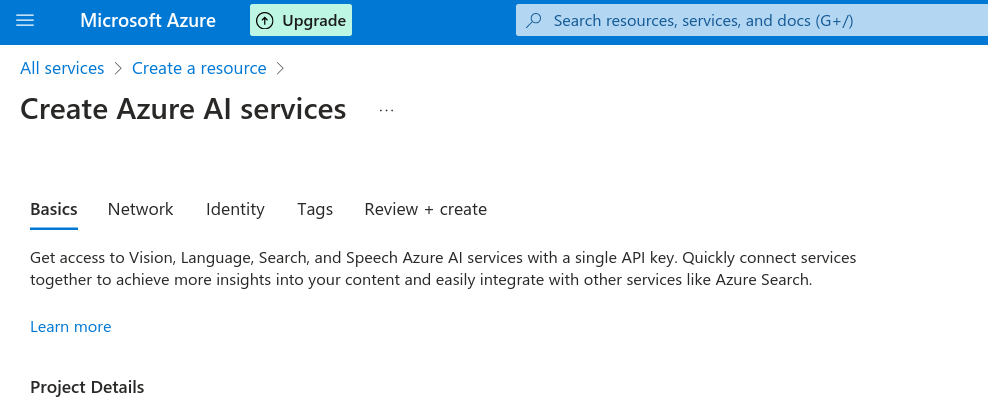 Microsoft Azure
Upgrade
Search resources, services, and docs (G+/)
All services > Create a resource >
Create Azure AI services ...
Basics Network Identity Tags Review + create
Get access to Vision, Language, Search, and Speech Azure AI services with a single API key. Quickly connect services
together to achieve more insights into your content and easily integrate with other services like Azure Search.
Learn more
Project Details